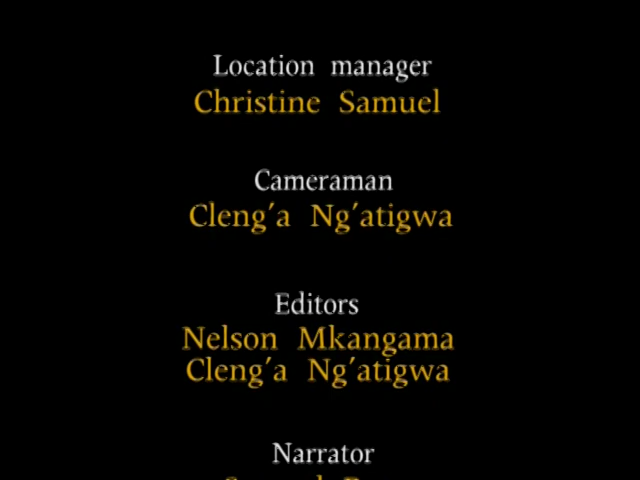 Location manager
Christine Samuel
Cameraman
Cleng'a Ng'atigwa
Editors
Nelson Mkangama
Cleng'a Ng'atigwa
Narrator